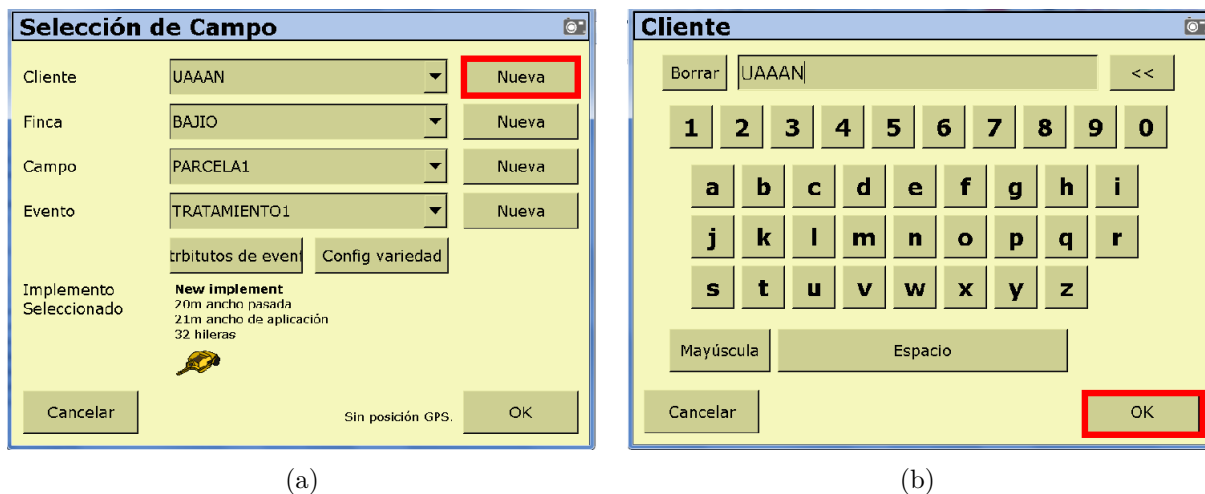 Selección de Campo
Cliente UAAAN Nueva
Finca BAJIO Nueva
Campo PARCELA1 Nueva
Evento TRATAMIENTO1 Nueva
trbitutos de event Config variedad
Implemento
Seleccionado
New implement
20m ancho pasada
21m ancho de aplicación
32 hileras
Cancelar Sin posición GPS. OK
(a)
Cliente
Borrar UAAAN <<
1 2 3 4 5 6 7 8 9 0
a b c d e f g h i
j k l m n o p q r
s t u v w x y z
Mayúscula Espacio
Cancelar OK
(b)